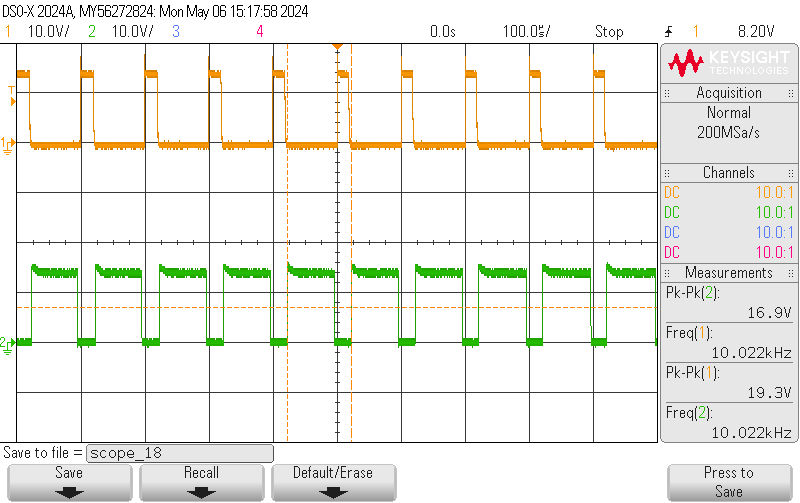 DSO-X 2024A, MY56272824: Mon May 06 15:17:58 2024
1 10.0V/ 2 10.0V/ 3 4 0.0s 100.0s/ Stop 1 8.20V
KEYSIGHT
TECHNOLOGIES
Acquisition
Normal
200MSa/s
Channels
DC 10.0:1
DC 10.0:1
DC 10.0:1
DC 10.0:1
Measurements
Pk-Pk(2):
16.9V
Freq(1):
10.022kHz
Pk-Pk(1):
19.3V
Freq(2):
10.022kHz
T
1
2
Save to file = scope_18
Save Recall Default/Erase Press to
Save